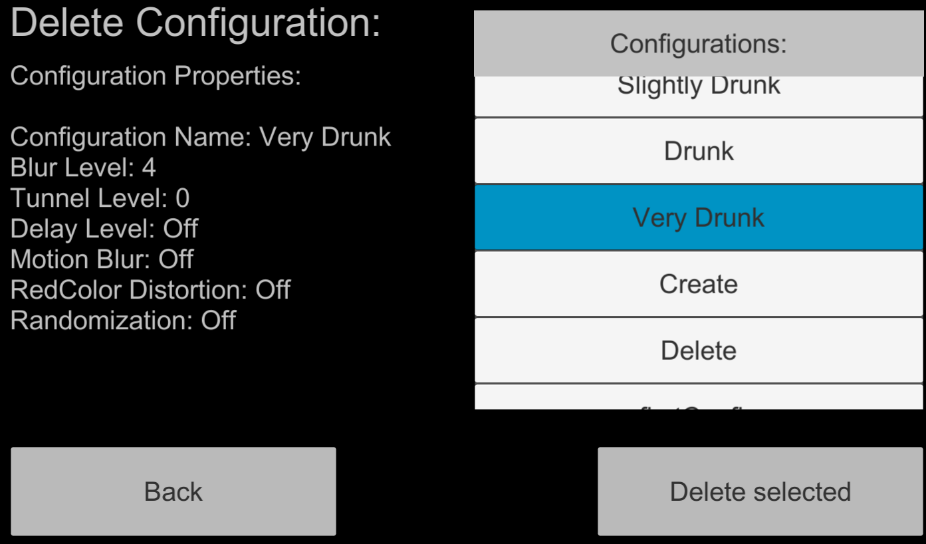 Delete Configuration:
Configuration Properties:
Configuration Name: Very Drunk
Blur Level: 4
Tunnel Level: 0
Delay Level: Off
Motion Blur: Off
RedColor Distortion: Off
Randomization: Off
Configurations:
Slightly Drunk
Drunk
Very Drunk
Create
Delete
Back
Delete selected